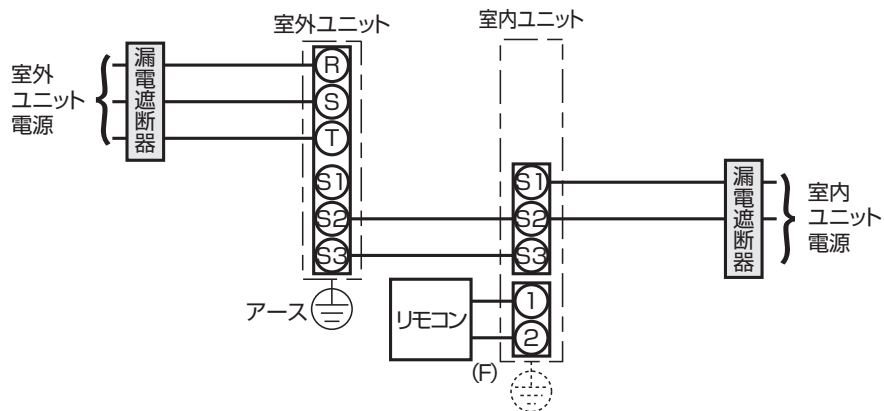 室外ユニット
室内ユニット
室外
ユニット
電源
漏電遮断器
R
S
T
S1
S2
S3
アース
S1
S2
S3
漏電遮断器
室内
ユニット
電源
リモコン
1
2
(F)